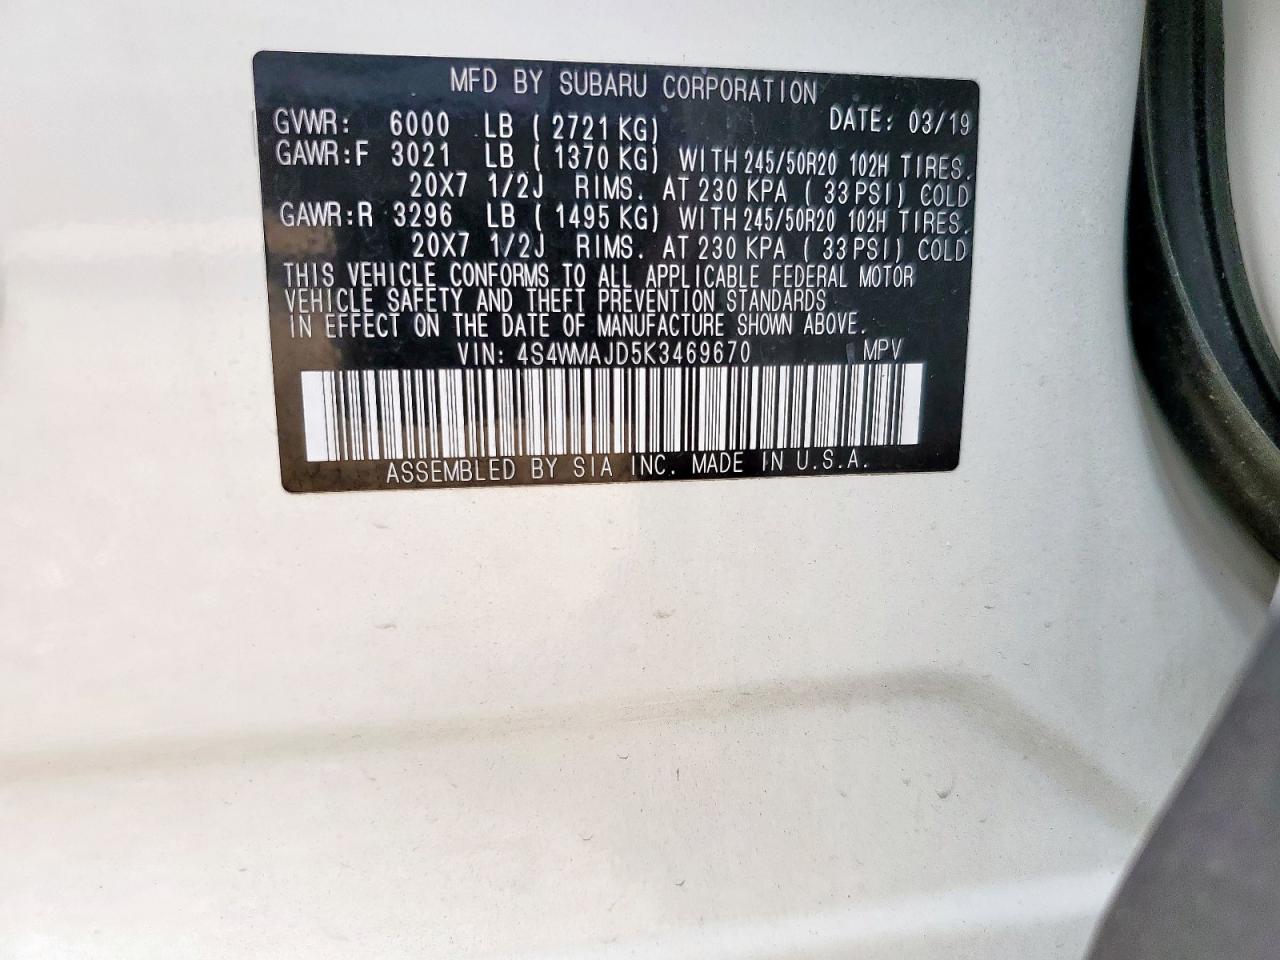 MFD BY SUBARU CORPORATION
GVWR: 6000 LB ( 2721 KG) DATE: 03/19
GAWR:F 3021 LB ( 1370 KG) WITH 245/50R20 102H TIRES.
20X7 1/2J RIMS. AT 230 KPA ( 33 PSI) COLD
GAWR:R 3296 LB ( 1495 KG) WITH 245/50R20 102H TIRES.
20X7 1/2J RIMS. AT 230 KPA ( 33 PSI) COLD
THIS VEHICLE CONFORMS TO ALL APPLICABLE FEDERAL MOTOR
VEHICLE SAFETY AND THEFT PREVENTION STANDARDS
IN EFFECT ON THE DATE OF MANUFACTURE SHOWN ABOVE.
VIN: 4S4WMAJD5K3469670 MPV
ASSEMBLED BY SIA INC. MADE IN U.S.A.